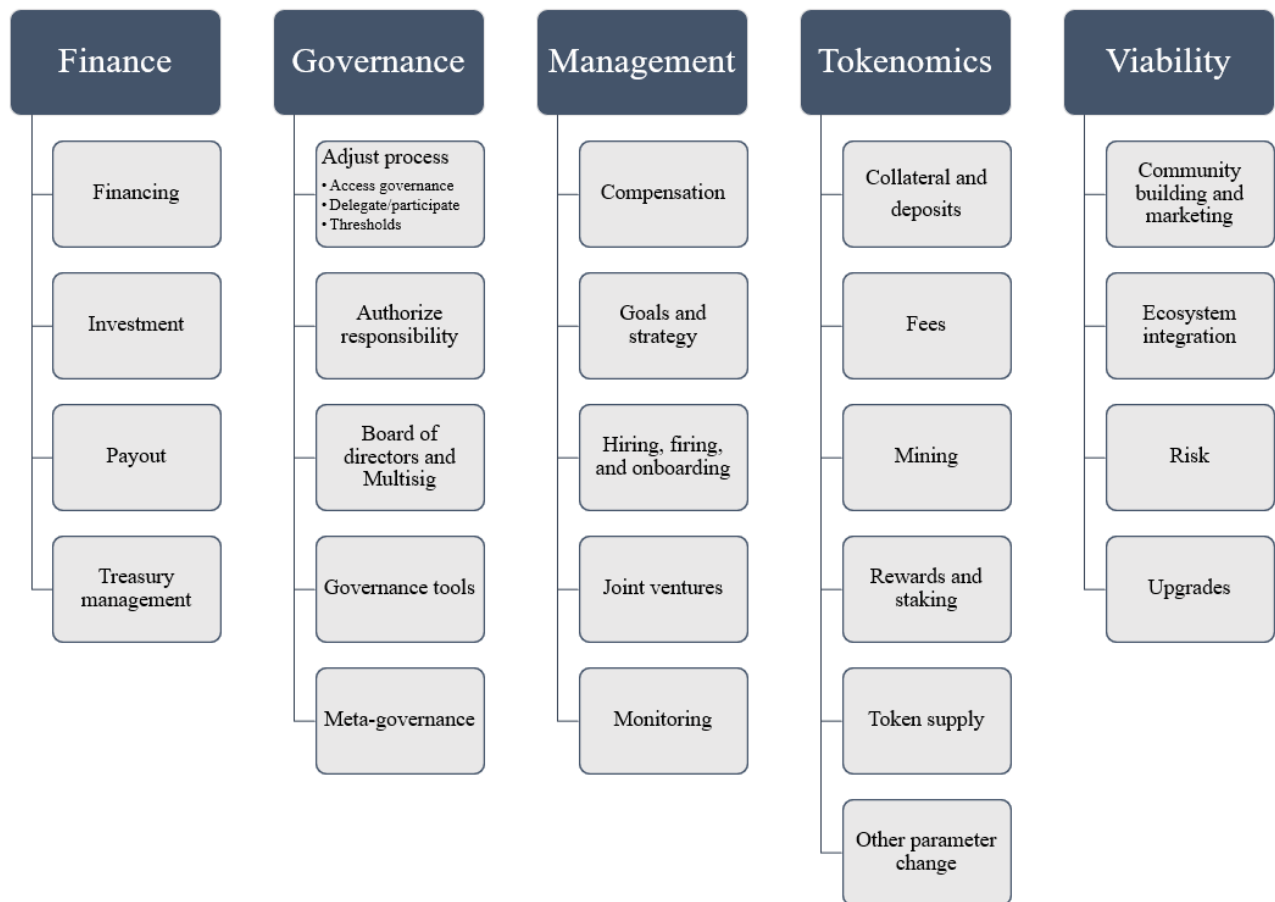 Finance
Financing
Investment
Payout
Treasury
management
Governance
Adjust process
• Access governance
• Delegate/participate
• Thresholds
Authorize
responsibility
Board of
directors and
Multisig
Governance tools
Meta-governance
Management
Compensation
Goals and
strategy
Hiring, firing,
and onboarding
Joint ventures
Monitoring
Tokenomics
Collateral and
deposits
Fees
Mining
Rewards and
staking
Token supply
Other parameter
change
Viability
Community
building and
marketing
Ecosystem
integration
Risk
Upgrades